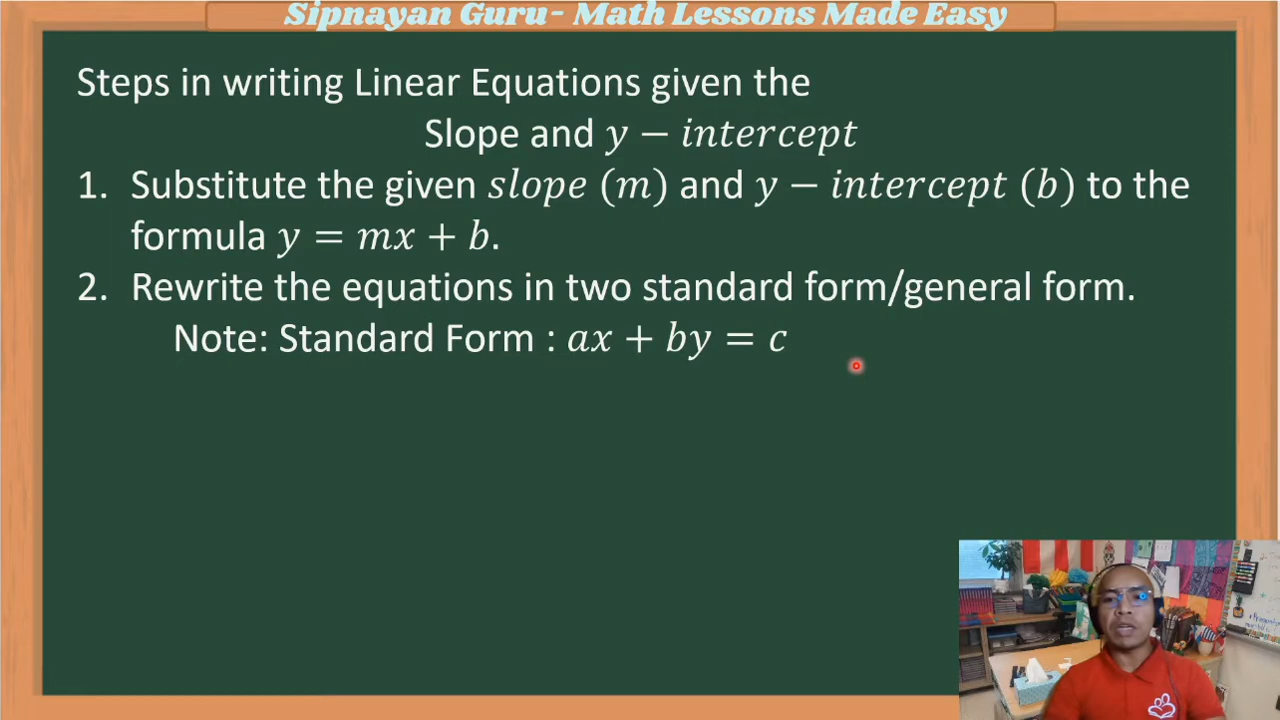 Sipnayan Guru- Math Lessons Made Easy
Steps in writing Linear Equations given the
Slope and y − intercept
1. Substitute the given slope (m) and y − intercept (b) to the
formula y = mx + b.
2. Rewrite the equations in two standard form/general form.
Note: Standard Form : ax + by = c